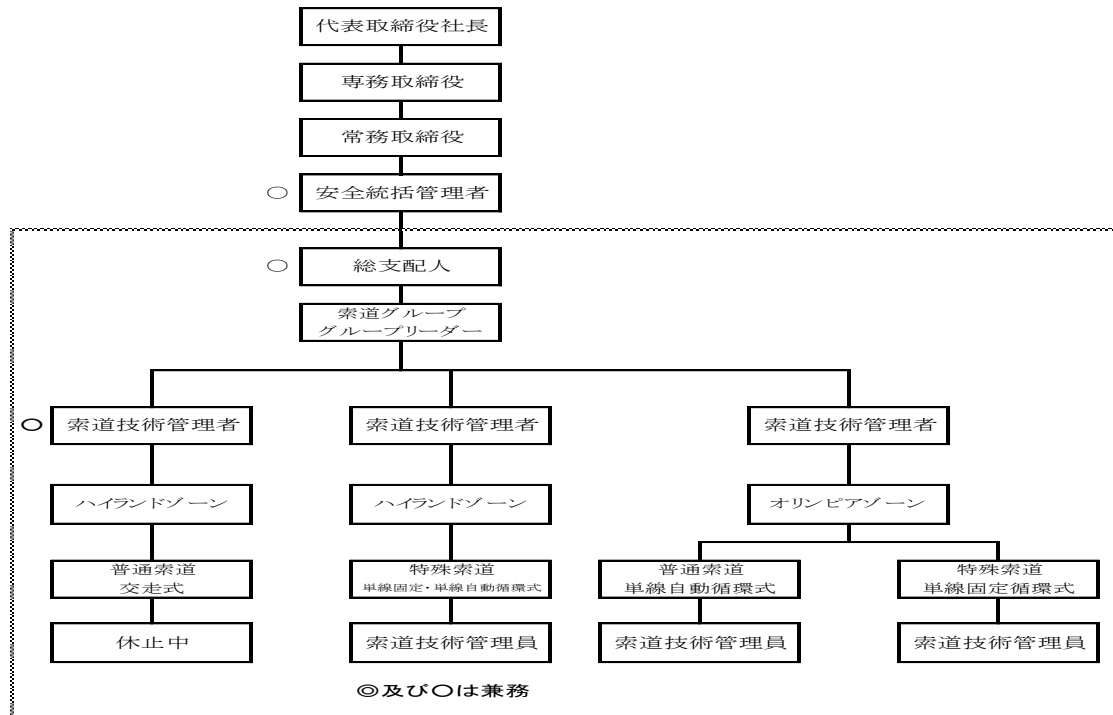 代表取締役社長
専務取締役
常務取締役
○ 安全統括管理者
○ 総支配人
索道グループ
グループリーダー
○ 索道技術管理者 索道技術管理者 索道技術管理者
ハイランドゾーン ハイランドゾーン オリンピアゾーン
普通索道 特殊索道 普通索道 特殊索道
交走式 単線固定・単線自動循環式 単線自動循環式 単線固定循環式
休止中 索道技術管理員 索道技術管理員 索道技術管理員
◎及び〇は兼務